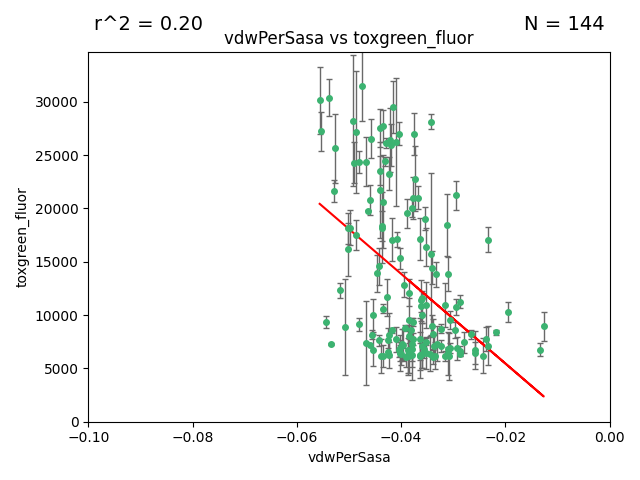 r^2 = 0.20
N = 144
vdwPerSasa vs toxgreen_fluor
toxgreen_fluor
30000
25000
20000
15000
10000
5000
0
−0.10
−0.08
−0.06
−0.04
−0.02
0.00
vdwPerSasa